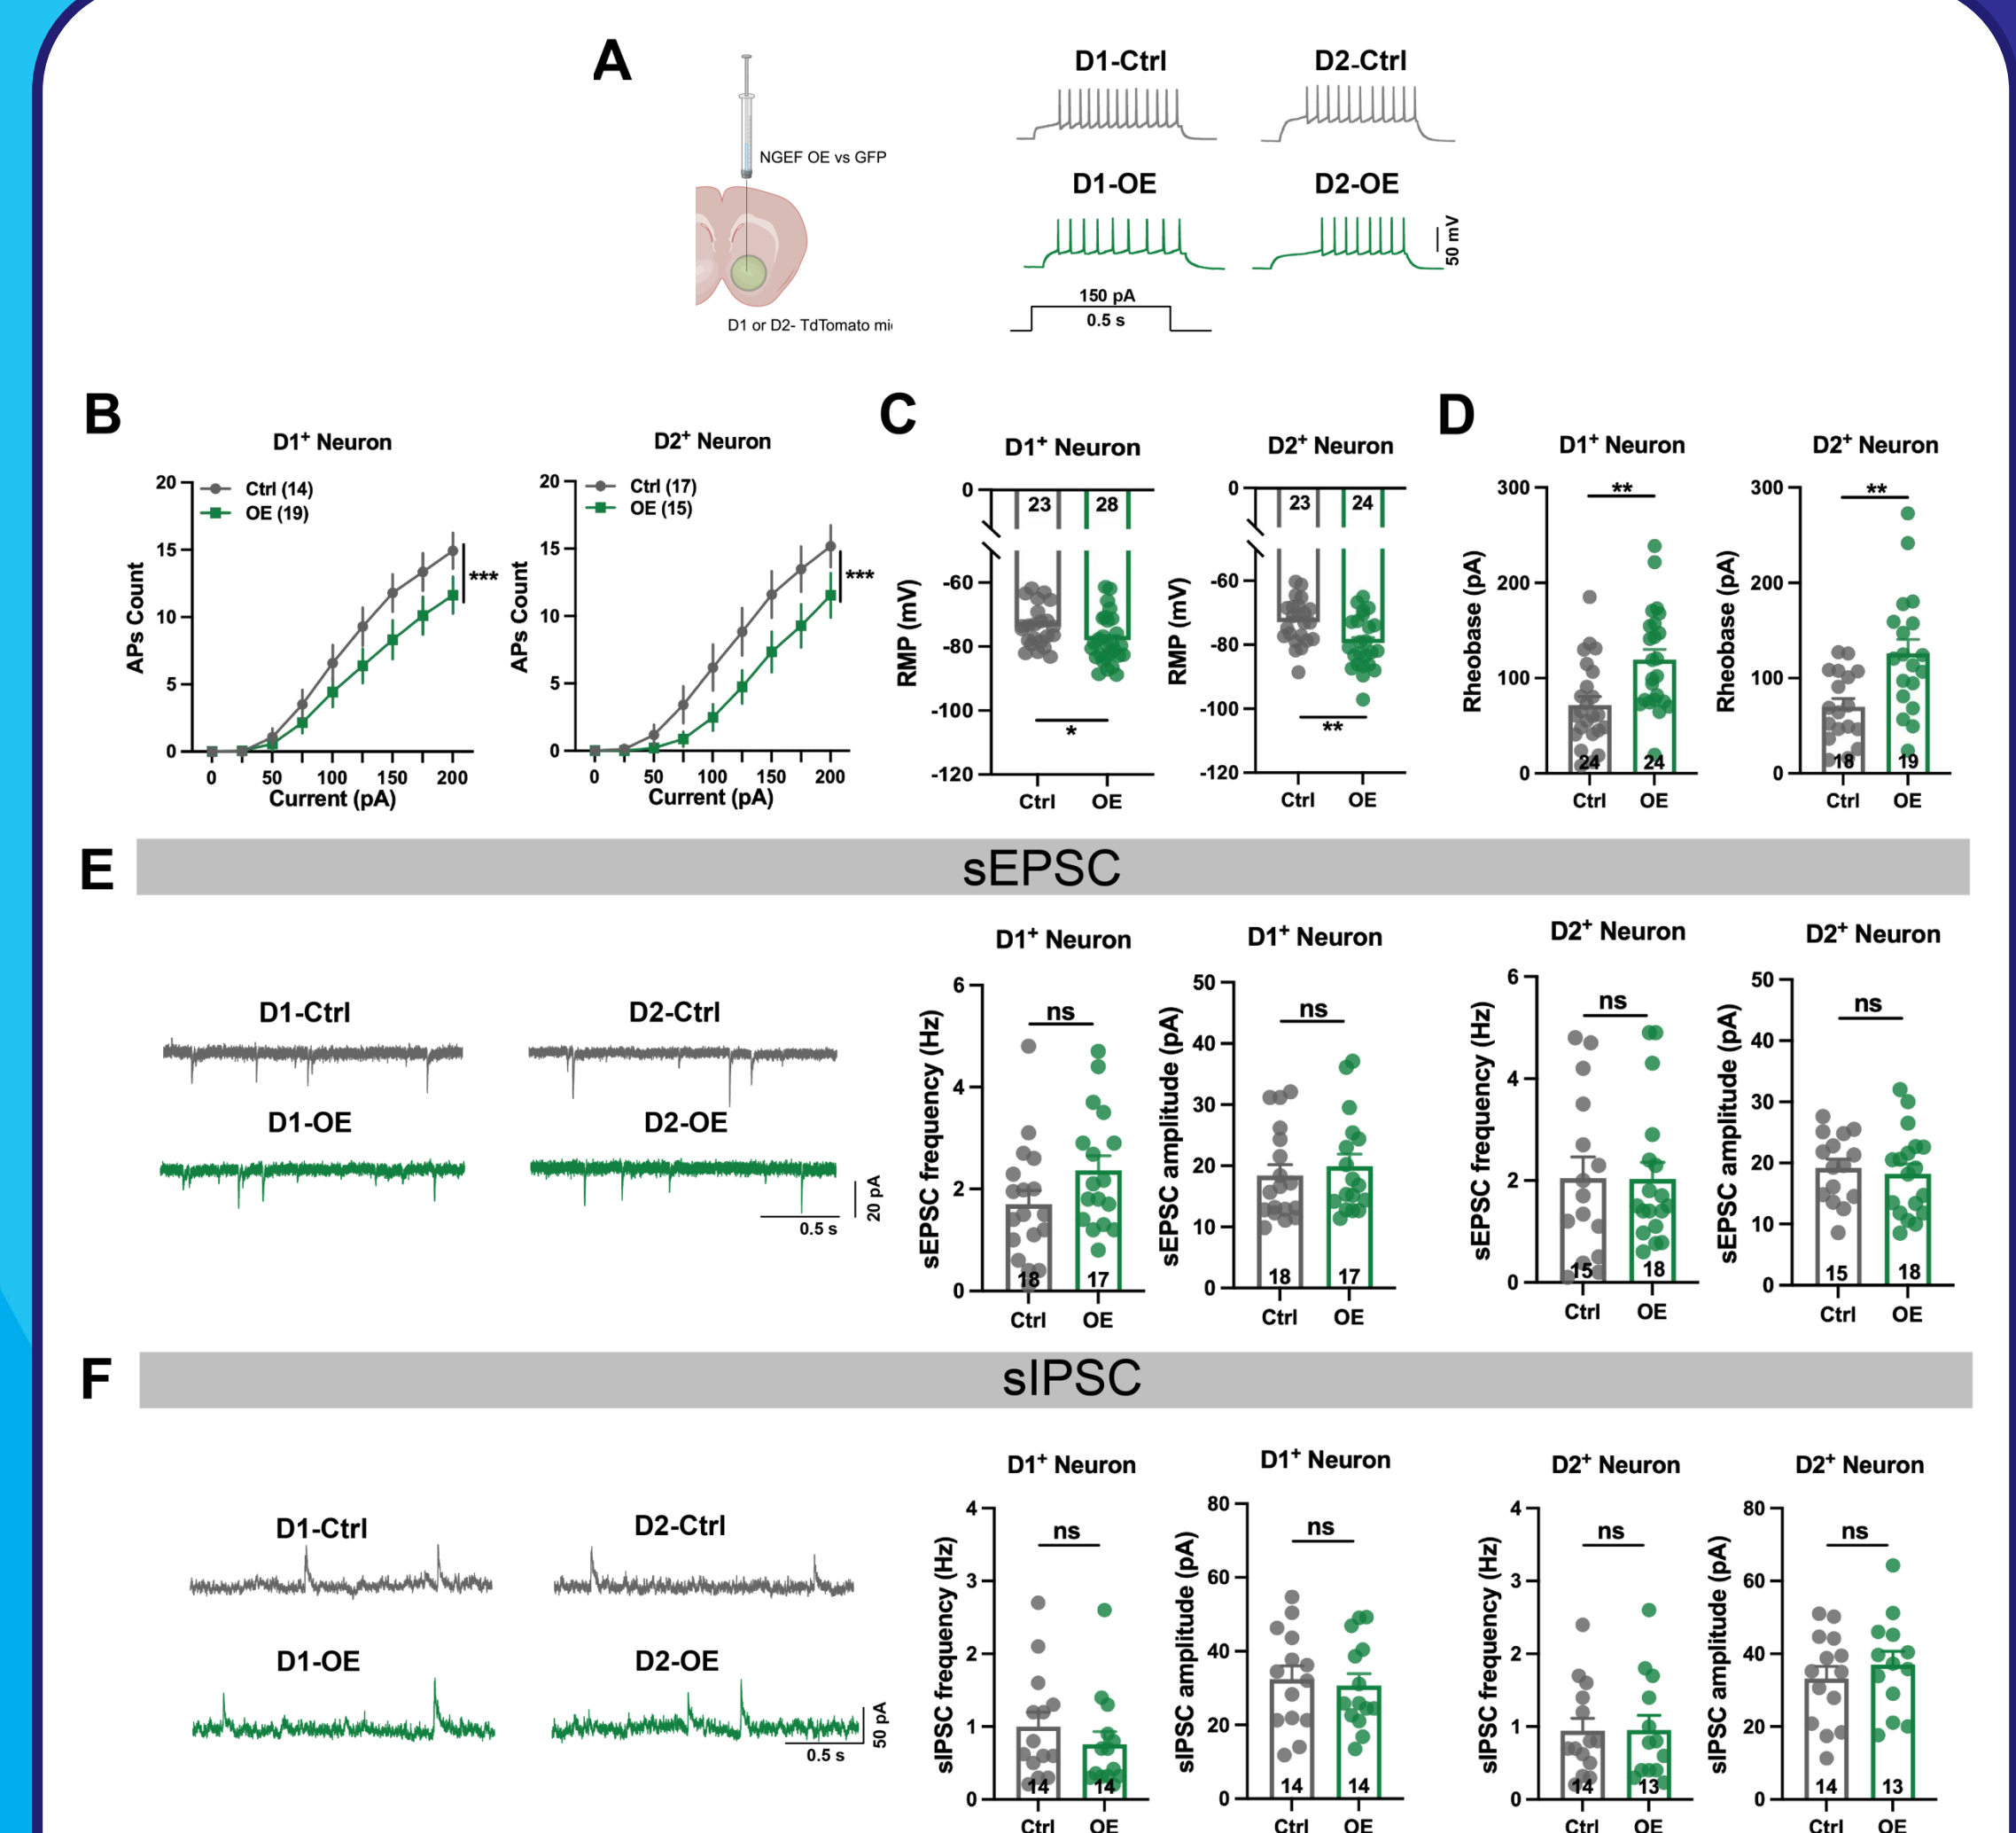 A
NGEF OE vs GFP
D1 or D2- TdTomato mi
D1-Ctrl
D2-Ctrl
D1-OE
D2-OE
50 mV
150 pA
0.5 s
B
D1+ Neuron
Ctrl (14)
OE (19)
APs Count
20
15
10
5
0
***
0
50
100
150
200
Current (pA)
D2+ Neuron
Ctrl (17)
OE (15)
APs Count
20
15
10
5
0
***
0
50
100
150
200
Current (pA)
C
D1+ Neuron
RMP (mV)
0
-60
-80
-100
-120
23
28
*
Ctrl
OE
D2+ Neuron
RMP (mV)
0
-60
-80
-100
-120
23
24
**
Ctrl
OE
D
D1+ Neuron
Rheobase (pA)
300
200
100
0
**
24
24
Ctrl
OE
D2+ Neuron
Rheobase (pA)
300
200
100
0
**
18
19
Ctrl
OE
E
sEPSC
D1-Ctrl
D2-Ctrl
D1-OE
D2-OE
20 pA
0.5 s
D1+ Neuron
sEPSC frequency (Hz)
6
4
2
0
ns
18
17
Ctrl
OE
D1+ Neuron
sEPSC amplitude (pA)
50
40
30
20
10
0
ns
18
17
Ctrl
OE
D2+ Neuron
sEPSC frequency (Hz)
6
4
2
0
ns
15
18
Ctrl
OE
D2+ Neuron
sEPSC amplitude (pA)
50
40
30
20
10
0
ns
15
18
Ctrl
OE
F
sIPSC
D1-Ctrl
D2-Ctrl
D1-OE
D2-OE
50 pA
0.5 s
D1+ Neuron
sIPSC frequency (Hz)
4
3
2
1
0
ns
14
14
Ctrl
OE
D1+ Neuron
sIPSC amplitude (pA)
80
60
40
20
0
ns
14
14
Ctrl
OE
D2+ Neuron
sIPSC frequency (Hz)
4
3
2
1
0
ns
14
13
Ctrl
OE
D2+ Neuron
sIPSC amplitude (pA)
80
60
40
20
0
ns
14
13
Ctrl
OE